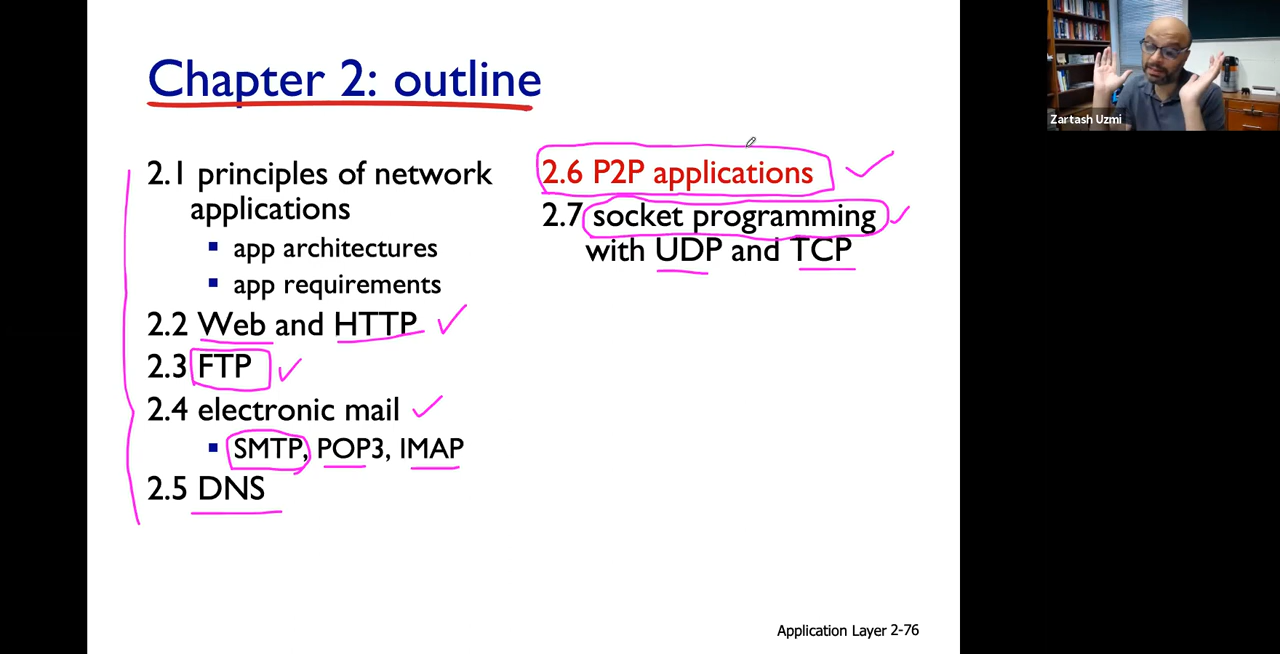 Chapter 2: outline
2.1 principles of network
applications
▪ app architectures
▪ app requirements
2.2 Web and HTTP
2.3 FTP
2.4 electronic mail
▪ SMTP, POP3, IMAP
2.5 DNS
2.6 P2P applications
2.7 socket programming
with UDP and TCP
Application Layer 2-76
Zartash Uzmi